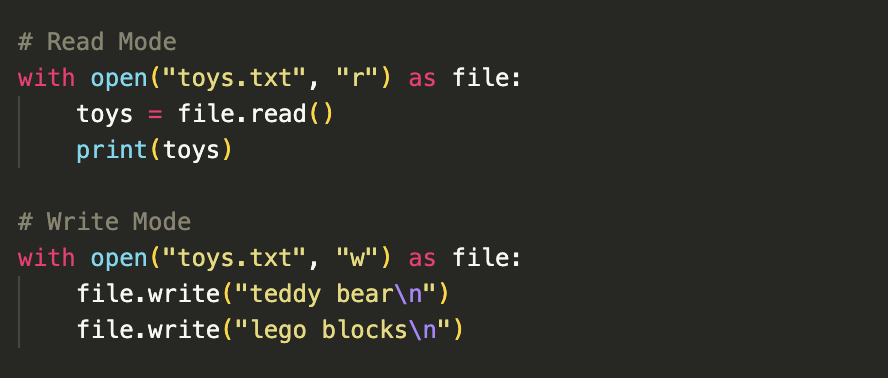 # Read Mode
with open("toys.txt", "r") as file:
    toys = file.read()
    print(toys)

# Write Mode
with open("toys.txt", "w") as file:
    file.write("teddy bear\n")
    file.write("lego blocks\n")